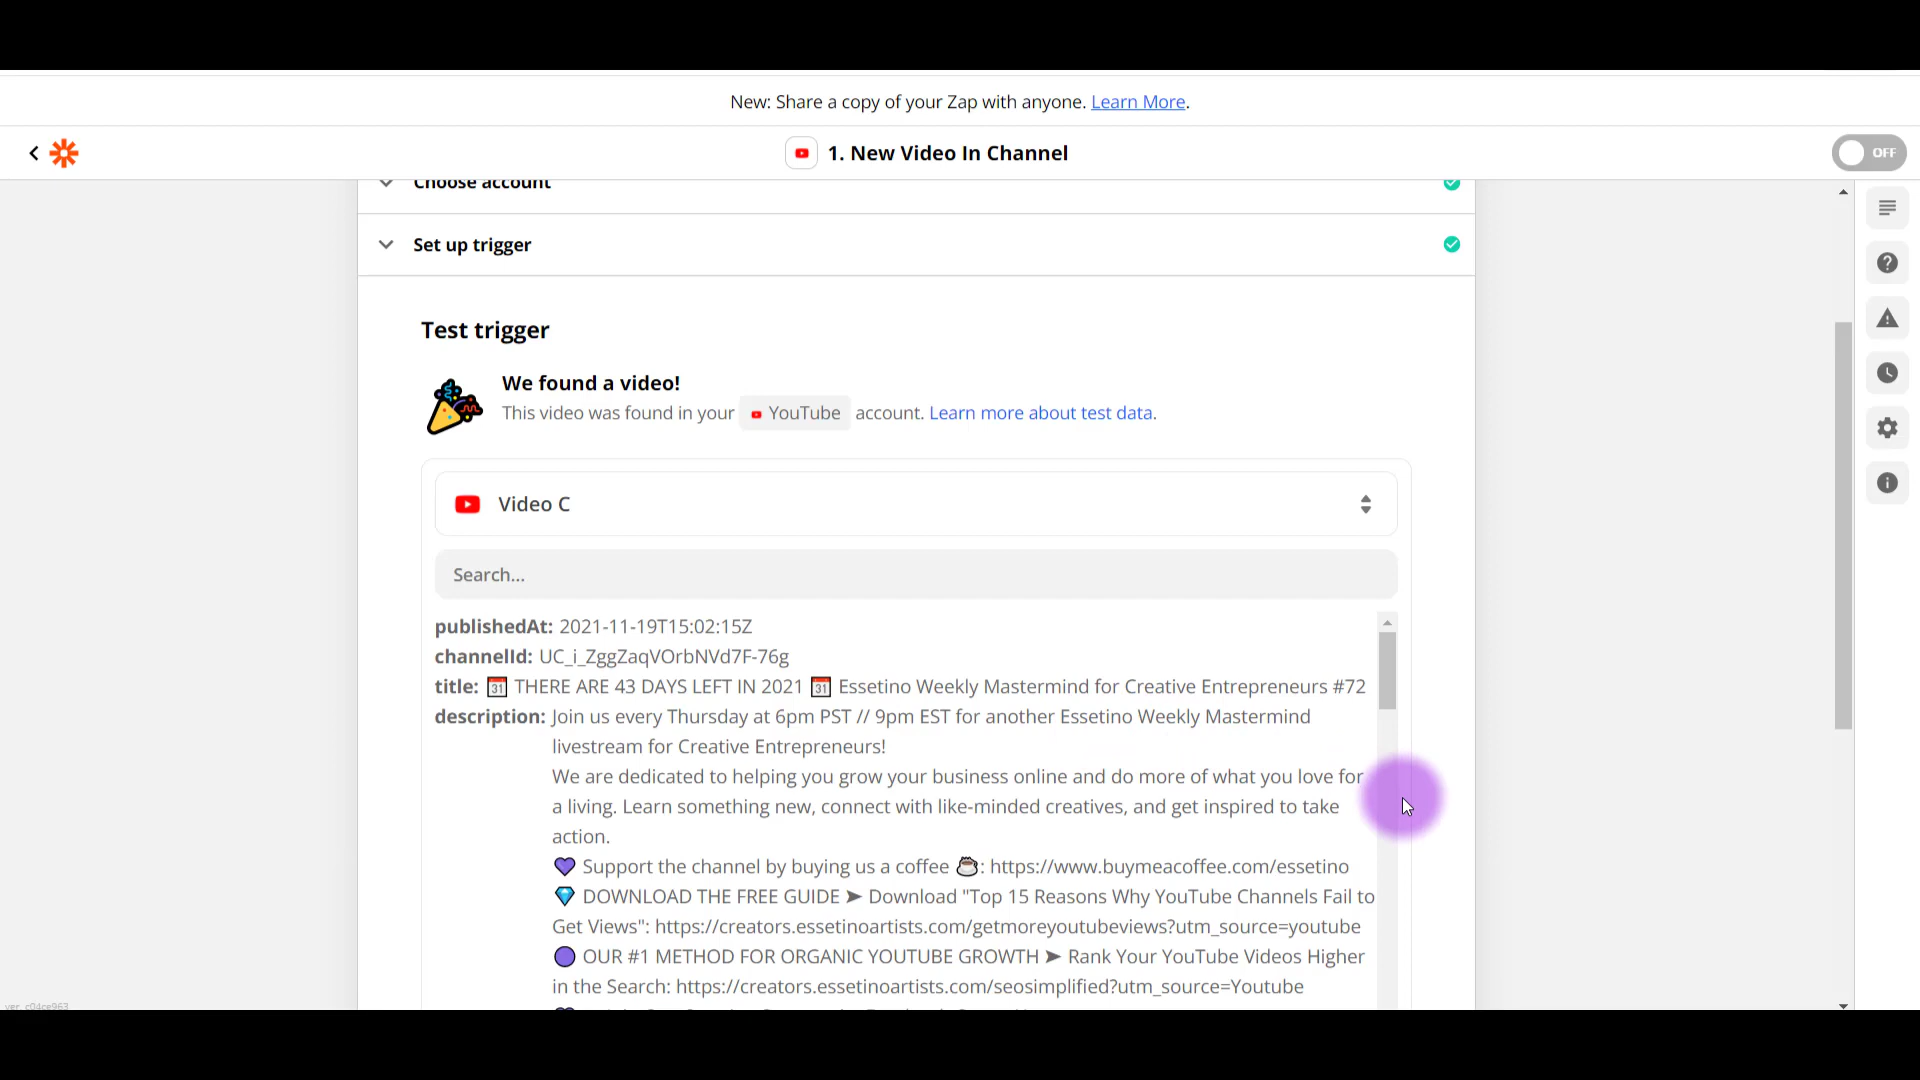 New: Share a copy of your Zap with anyone. Learn More.
1. New Video In Channel
OFF
Choose account
Set up trigger
Test trigger
We found a video!
This video was found in your YouTube account. Learn more about test data.
Video C
Search...
publishedAt: 2021-11-19T15:02:15Z
channelId: UC_i_ZggZaqVOrbNVd7F-76g
title: 📅 THERE ARE 43 DAYS LEFT IN 2021 📅 Essetino Weekly Mastermind for Creative Entrepreneurs #72
description: Join us every Thursday at 6pm PST // 9pm EST for another Essetino Weekly Mastermind
livestream for Creative Entrepreneurs!
We are dedicated to helping you grow your business online and do more of what you love for
a living. Learn something new, connect with like-minded creatives, and get inspired to take
action.
💜 Support the channel by buying us a coffee ☕: https://www.buymeacoffee.com/essetino
💎 DOWNLOAD THE FREE GUIDE ➤ Download "Top 15 Reasons Why YouTube Channels Fail to
Get Views": https://creators.essetinoartists.com/getmoreyoutubeviews?utm_source=youtube
🟣 OUR #1 METHOD FOR ORGANIC YOUTUBE GROWTH ➤ Rank Your YouTube Videos Higher
in the Search: https://creators.essetinoartists.com/seosimplified?utm_source=Youtube
ver. c04ce963